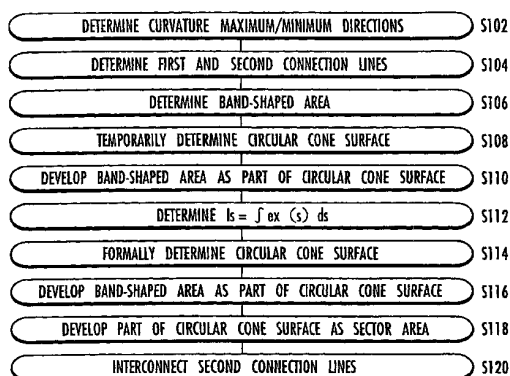 DETERMINE CURVATURE MAXIMUM/MINIMUM DIRECTIONS S102
DETERMINE FIRST AND SECOND CONNECTION LINES S104
DETERMINE BAND-SHAPED AREA S106
TEMPORARILY DETERMINE CIRCULAR CONE SURFACE S108
DEVELOP BAND-SHAPED AREA AS PART OF CIRCULAR CONE SURFACE S110
DETERMINE Is = ∫ ex (s) ds S112
FORMALLY DETERMINE CIRCULAR CONE SURFACE S114
DEVELOP BAND-SHAPED AREA AS PART OF CIRCULAR CONE SURFACE S116
DEVELOP PART OF CIRCULAR CONE SURFACE AS SECTOR AREA S118
INTERCONNECT SECOND CONNECTION LINES S120